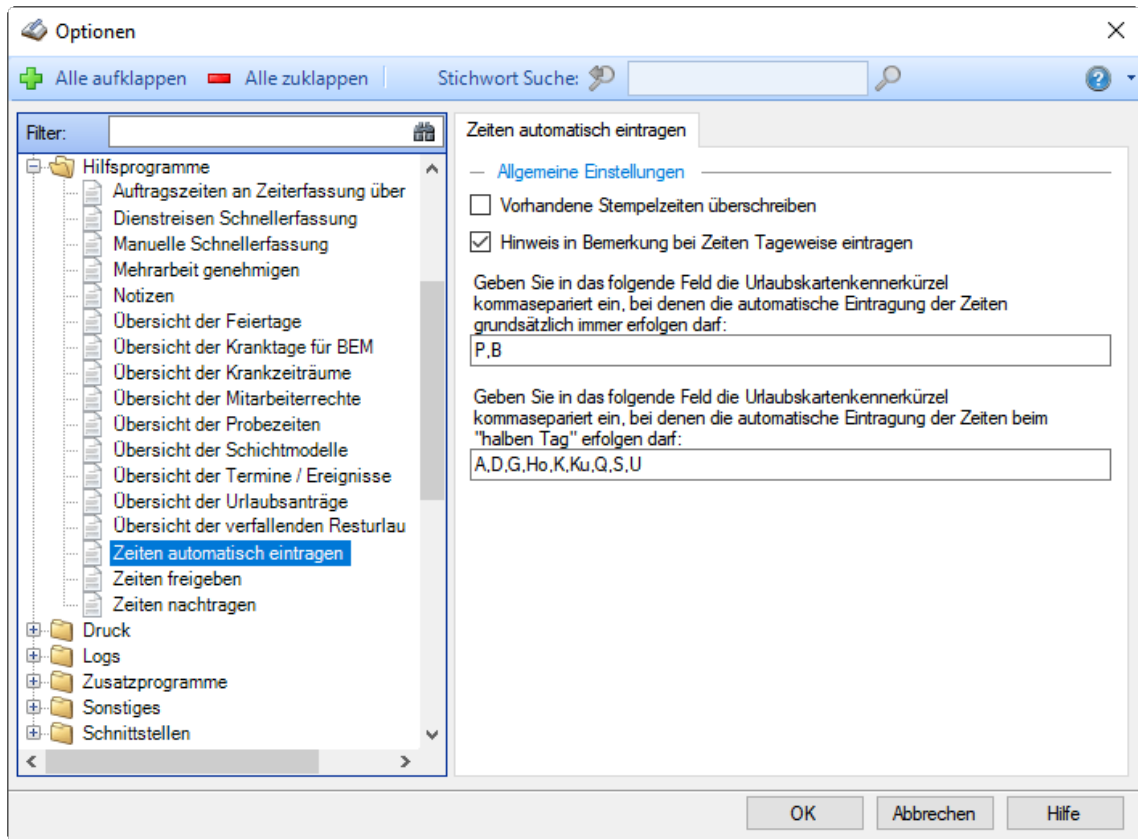 Optionen
Alle aufklappen Alle zuklappen Stichwort Suche:
Filter:
Hilfsprogramme
Auftragszeiten an Zeiterfassung über
Dienstreisen Schnellerfassung
Manuelle Schnellerfassung
Mehrarbeit genehmigen
Notizen
Übersicht der Feiertage
Übersicht der Kranktage für BEM
Übersicht der Krankzeiträume
Übersicht der Mitarbeiterrechte
Übersicht der Probezeiten
Übersicht der Schichtmodelle
Übersicht der Termine / Ereignisse
Übersicht der Urlaubsanträge
Übersicht der verfallenden Resturlau
Zeiten automatisch eintragen
Zeiten freigeben
Zeiten nachtragen
Druck
Logs
Zusatzprogramme
Sonstiges
Schnittstellen
Zeiten automatisch eintragen
Allgemeine Einstellungen
Vorhandene Stempelzeiten überschreiben
Hinweis in Bemerkung bei Zeiten Tageweise eintragen
Geben Sie in das folgende Feld die Urlaubskartenkennerkürzel
kommasepariert ein, bei denen die automatische Eintragung der Zeiten
grundsätzlich immer erfolgen darf:
P,B
Geben Sie in das folgende Feld die Urlaubskartenkennerkürzel
kommasepariert ein, bei denen die automatische Eintragung der Zeiten beim
"halben Tag" erfolgen darf:
A,D,G,Ho,K,Ku,Q,S,U
OK Abbrechen Hilfe